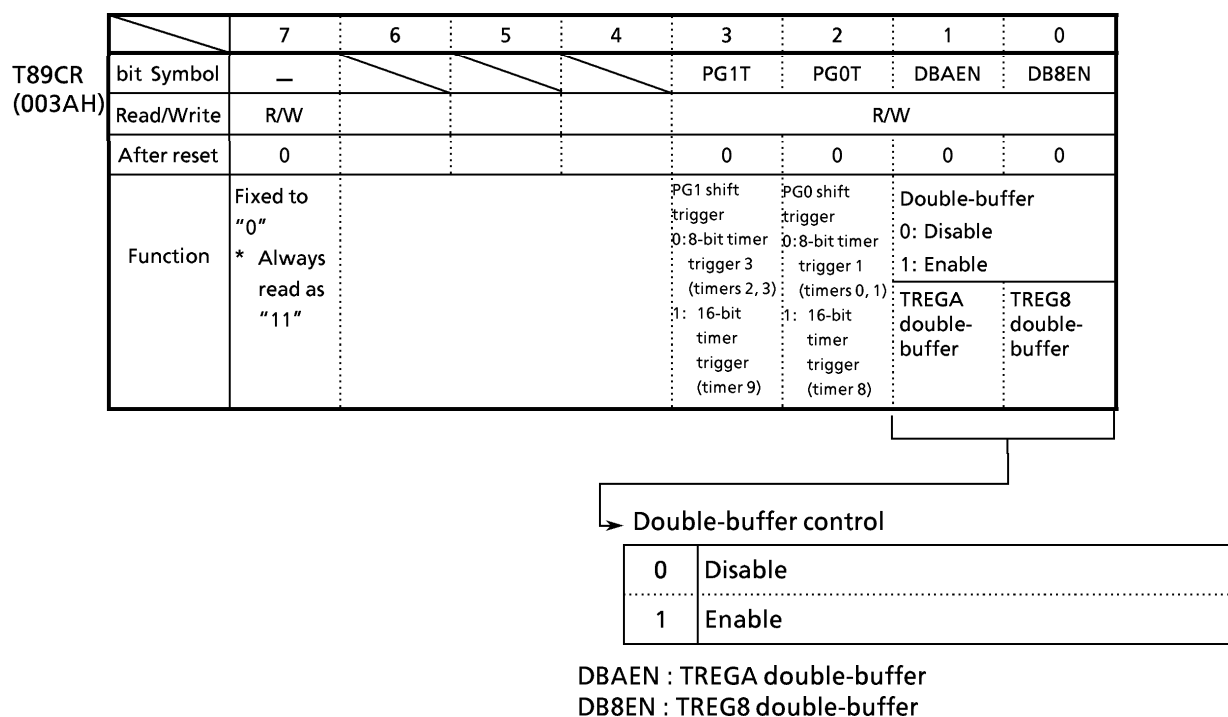 7 6 5 4 3 2 1 0
T89CR
(003AH)
bit Symbol — PG1T PG0T DBAEN DB8EN
Read/Write R/W R/W
After reset 0 0 0 0 0
Function
Fixed to
"0"
* Always
read as
"11"
PG1 shift
trigger
0:8-bit timer
trigger 3
(timers 2, 3)
1: 16-bit
timer
trigger
(timer 9)
PG0 shift
trigger
0:8-bit timer
trigger 1
(timers 0, 1)
1: 16-bit
timer
trigger
(timer 8)
Double-buffer
0: Disable
1: Enable
TREGA
double-
buffer
TREG8
double-
buffer
Double-buffer control
0 Disable
1 Enable
DBAEN : TREGA double-buffer
DB8EN : TREG8 double-buffer